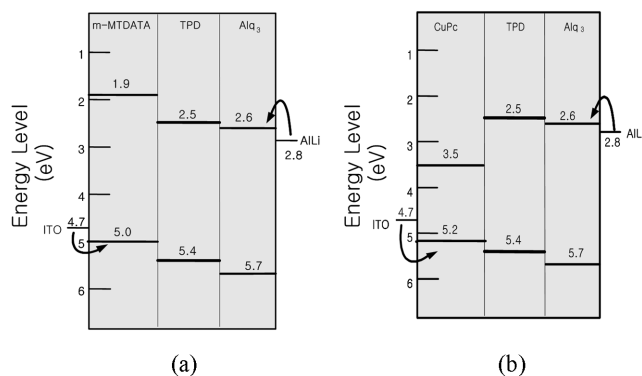 m-MTDATA TPD Alq3
1
1.9
2
2.5 2.6
AlLi
3 2.8
4
ITO 4.7
5 5.0
5.4
5.7
6
Energy Level
(eV)
(a)
CuPc TPD Alq3
1
2
2.5 2.6
AlL
2.8
3
3.5
4
ITO 4.7
5 5.2
5.4
5.7
6
Energy Level
(eV)
(b)